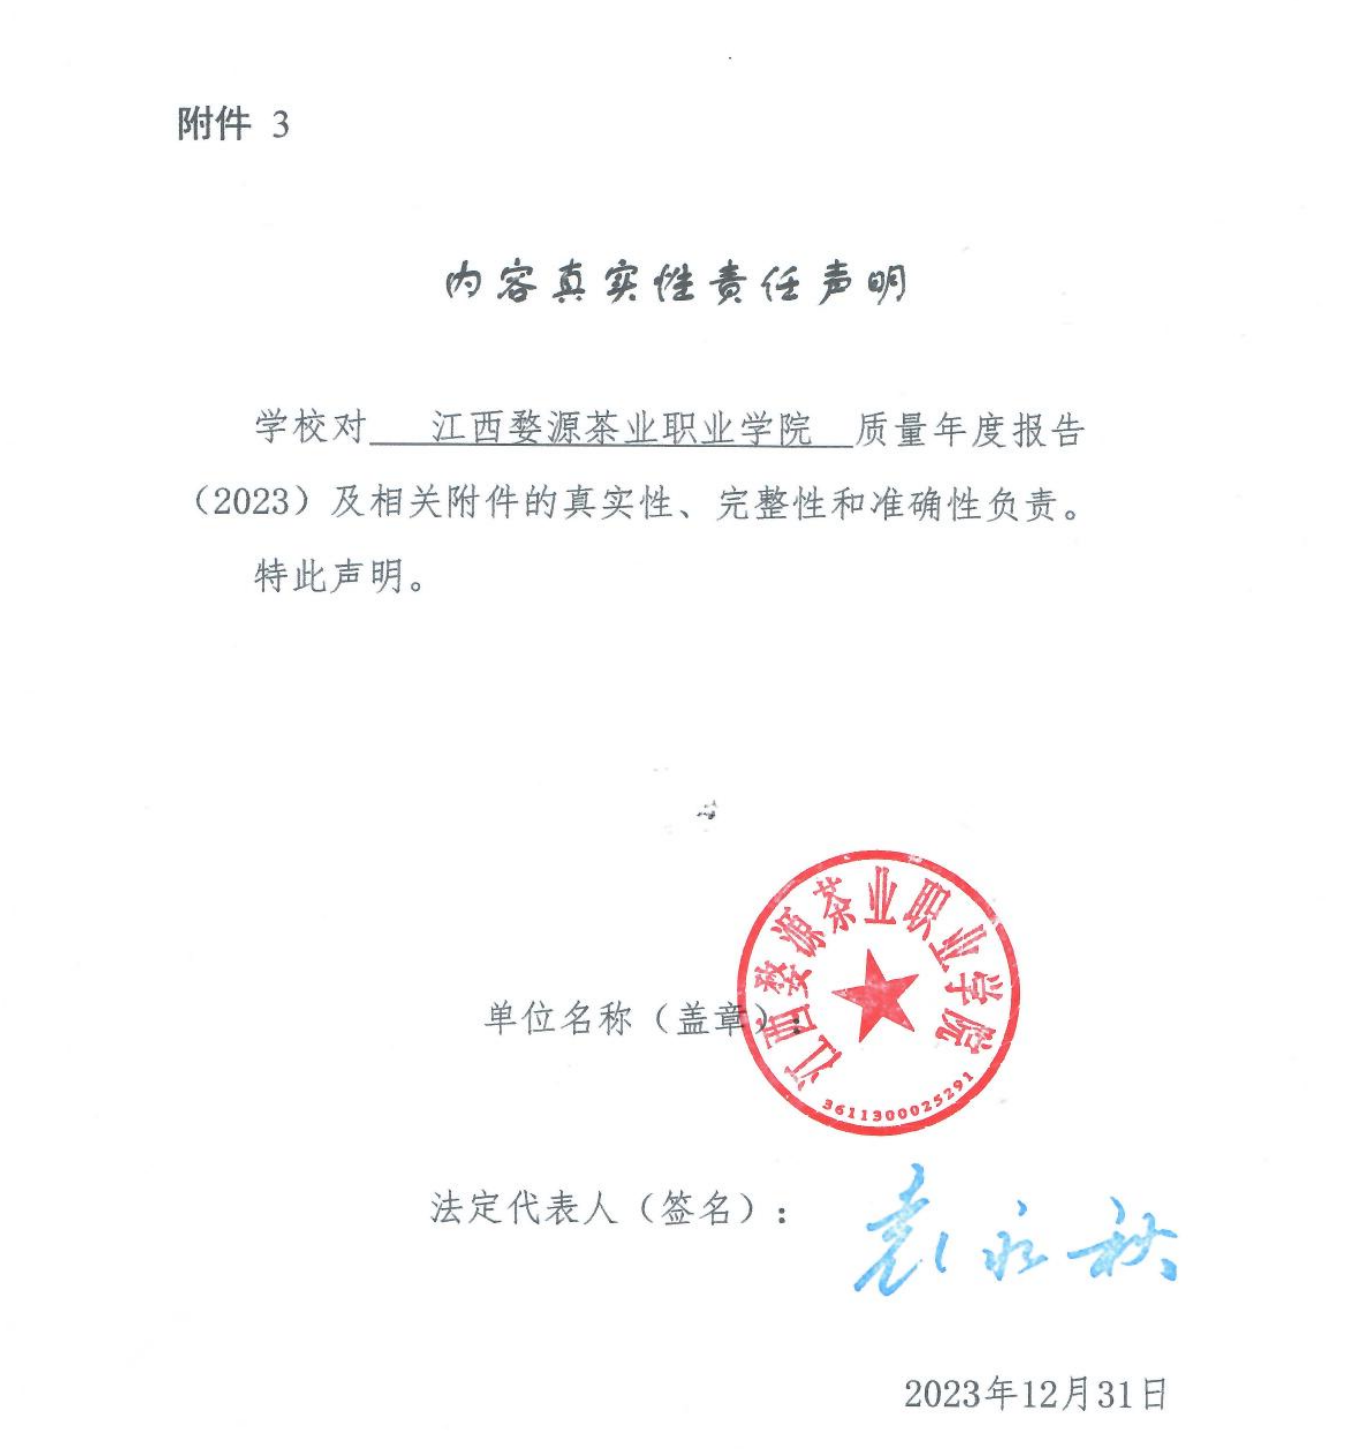 附件 3
内容真实性责任声明
学校对 江西婺源茶业职业学院 质量年度报告
（2023）及相关附件的真实性、完整性和准确性负责。
特此声明。
江西婺源茶业职业学院
单位名称（盖章）：
3611300025291
法定代表人（签名）：
袁永秋
2023年12月31日